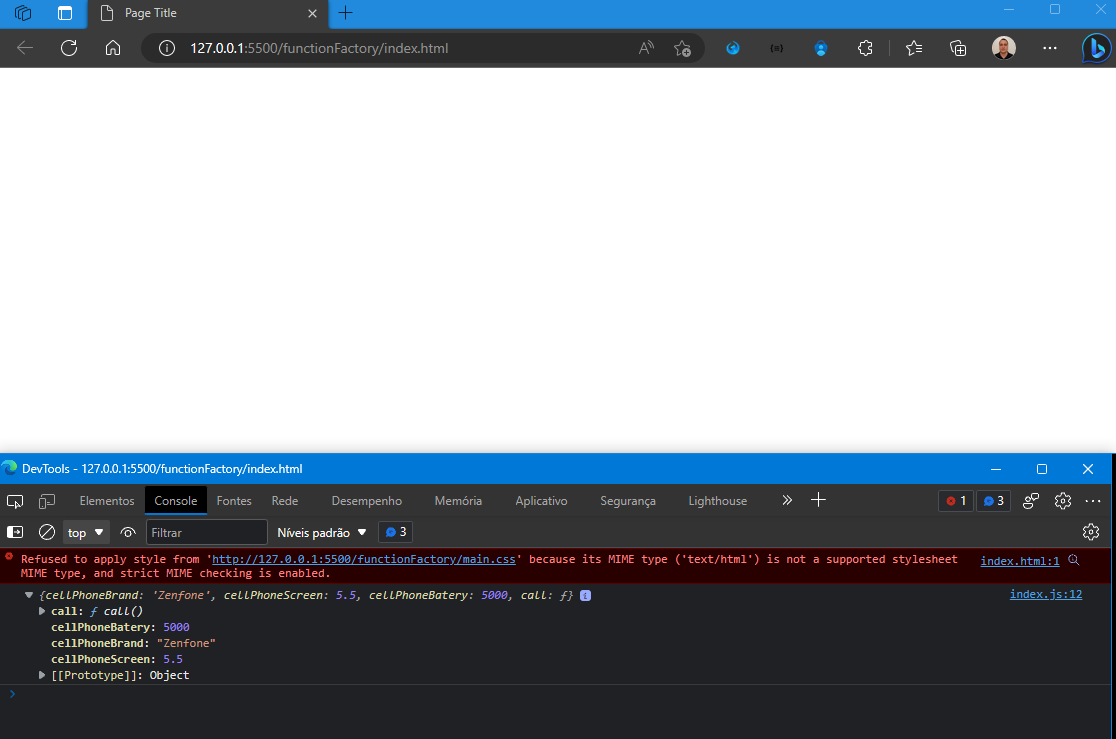 Page Title
127.0.0.1:5500/functionFactory/index.html
DevTools - 127.0.0.1:5500/functionFactory/index.html
Elementos Console Fontes Rede Desempenho Memória Aplicativo Segurança Lighthouse 1 3
top Filtrar Níveis padrão 3
Refused to apply style from 'http://127.0.0.1:5500/functionFactory/main.css' because its MIME type ('text/html') is not a supported stylesheet index.html:1
MIME type, and strict MIME checking is enabled.
{cellPhoneBrand: 'Zenfone', cellPhoneScreen: 5.5, cellPhoneBatery: 5000, call: ƒ} i index.js:12
call: ƒ call()
cellPhoneBatery: 5000
cellPhoneBrand: "Zenfone"
cellPhoneScreen: 5.5
[[Prototype]]: Object